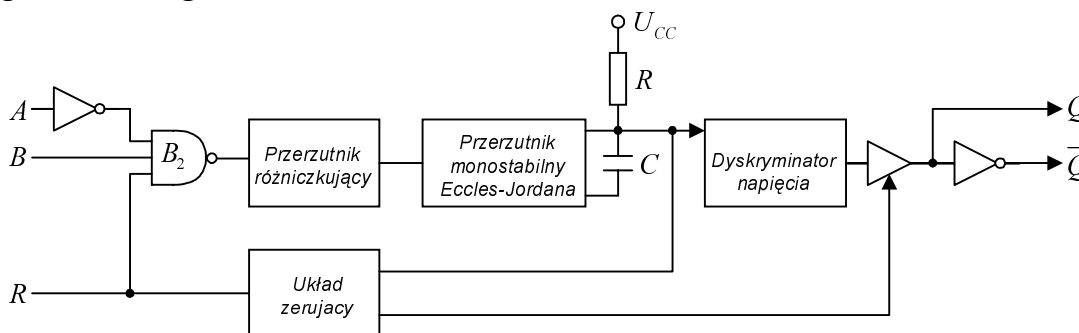 U_CC
R
A
B
B_2
Przerzutnik
różniczkujący
Przerzutnik
monostabilny
Eccles-Jordana
C
Dyskryminator
napięcia
Q
Q̅
R
Układ
zerujacy